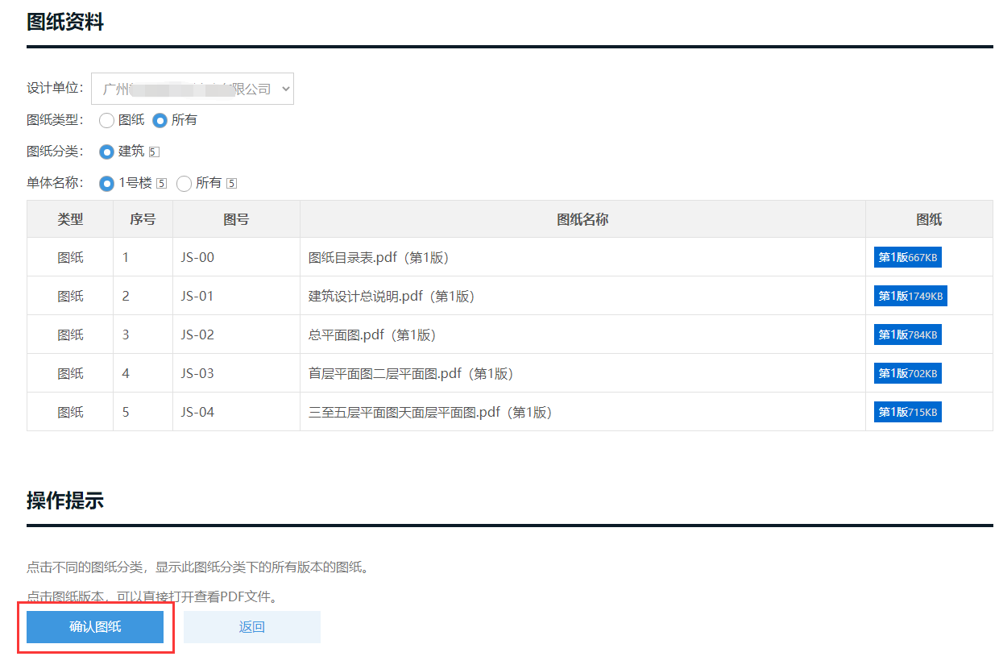 图纸资料
设计单位： 广州 限公司
图纸类型： 图纸 所有
图纸分类： 建筑 5
单体名称： 1号楼 5 所有 5
类型 序号 图号 图纸名称 图纸
图纸 1 JS-00 图纸目录表.pdf（第1版） 第1版667KB
图纸 2 JS-01 建筑设计总说明.pdf（第1版） 第1版1749KB
图纸 3 JS-02 总平面图.pdf（第1版） 第1版784KB
图纸 4 JS-03 首层平面图二层平面图.pdf（第1版） 第1版702KB
图纸 5 JS-04 三至五层平面图天面层平面图.pdf（第1版） 第1版715KB
操作提示
点击不同的图纸分类，显示此图纸分类下的所有版本的图纸。
点击图纸版本，可以直接打开查看PDF文件。
确认图纸 返回